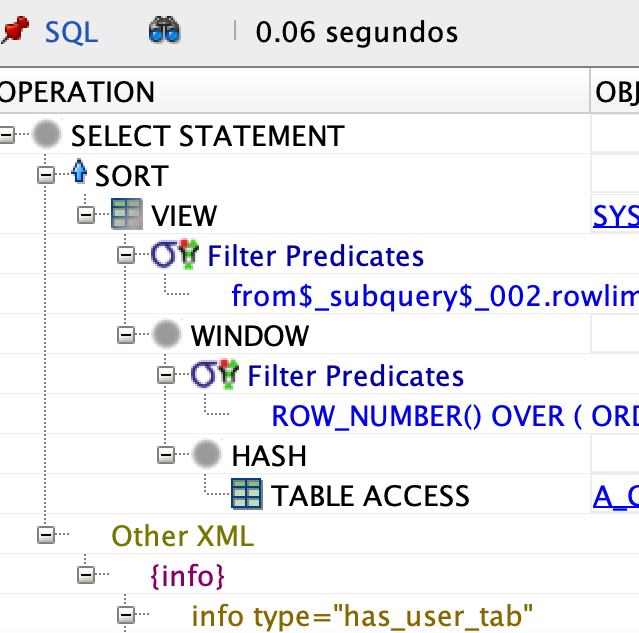 SQL 0.06 segundos
OPERATION OBJ
SELECT STATEMENT
SORT
VIEW SYS
Filter Predicates
from$_subquery$_002.rowlim
WINDOW
Filter Predicates
ROW_NUMBER() OVER ( ORD
HASH
TABLE ACCESS A_C
Other XML
{info}
info type="has_user_tab"